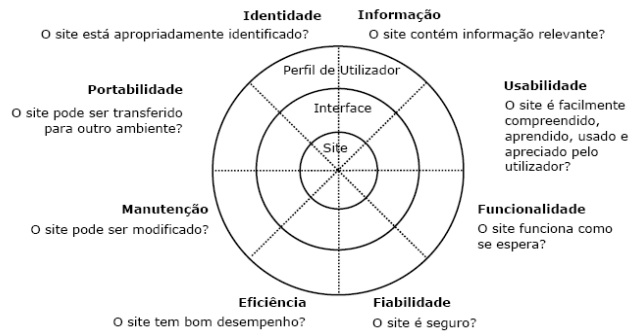 Identidade
O site está apropriadamente identificado?
Informação
O site contém informação relevante?
Perfil de Utilizador
Interface
Site
Portabilidade
O site pode ser transferido
para outro ambiente?
Usabilidade
O site é facilmente
compreendido,
aprendido, usado e
apreciado pelo
utilizador?
Manutenção
O site pode ser modificado?
Funcionalidade
O site funciona como
se espera?
Eficiência
O site tem bom desempenho?
Fiabilidade
O site é seguro?